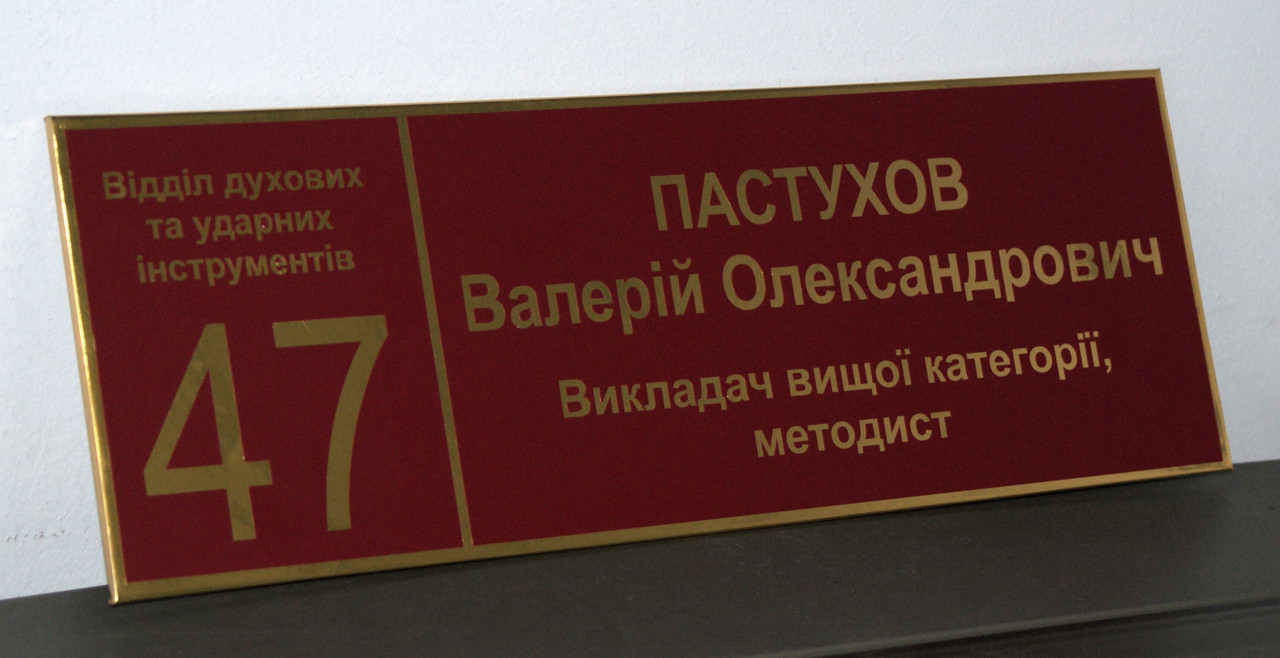 Відділ духових
та ударних
інструментів
47
ПАСТУХОВ
Валерій Олександрович
Викладач вищої категорії,
методист